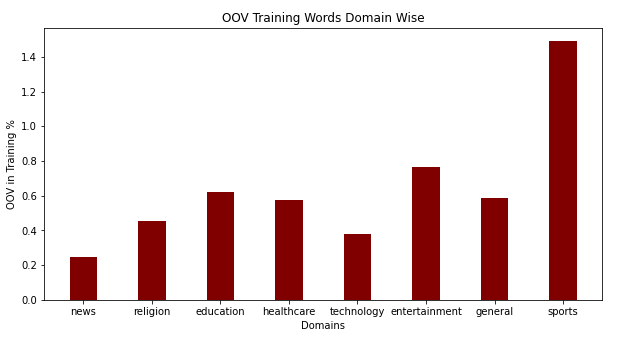 OOV Training Words Domain Wise
OOV in Training %
1.4
1.2
1.0
0.8
0.6
0.4
0.2
0.0
news religion education healthcare technology entertainment general sports
Domains